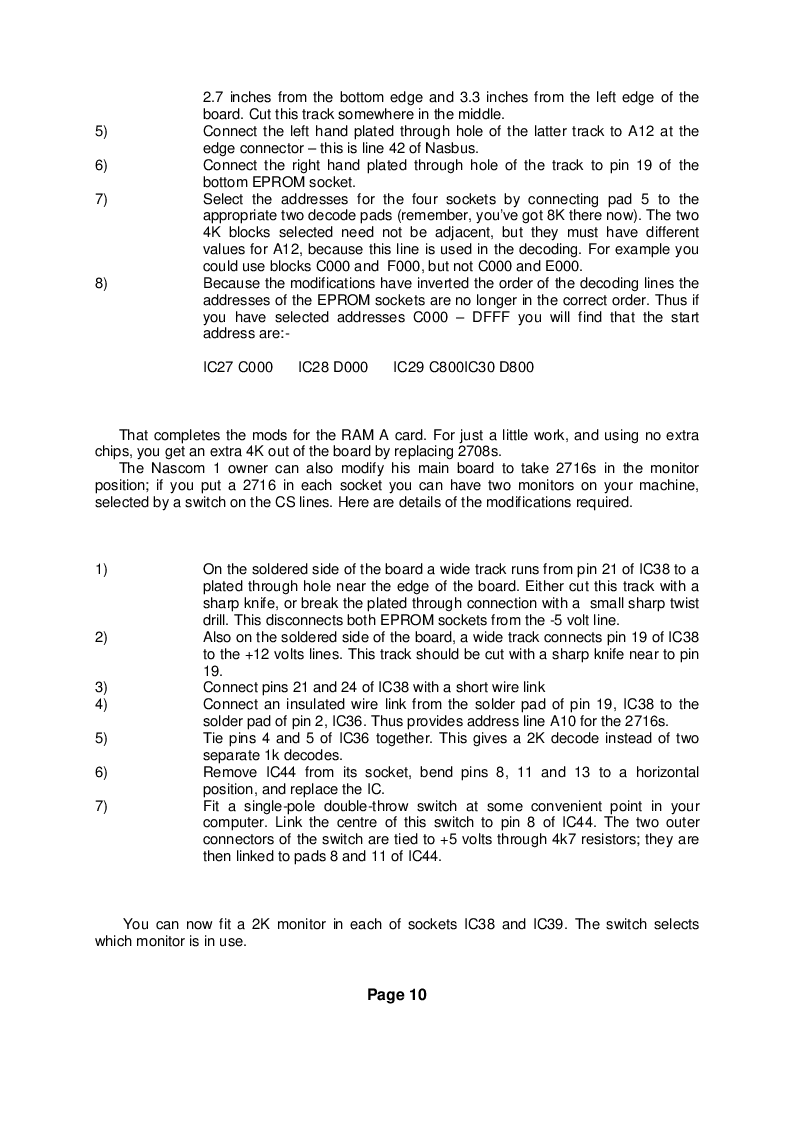 2.7 inches from the bottom edge and 3.3 inches from the left edge of the
board. Cut this track somewhere in the middle.
5) Connect the left hand plated through hole of the latter track to A12 at the
edge connector – this is line 42 of Nasbus.
6) Connect the right hand plated through hole of the track to pin 19 of the
bottom EPROM socket.
7) Select the addresses for the four sockets by connecting pad 5 to the
appropriate two decode pads (remember, you've got 8K there now). The two
4K blocks selected need not be adjacent, but they must have different
values for A12, because this line is used in the decoding. For example you
could use blocks C000 and F000, but not C000 and E000.
8) Because the modifications have inverted the order of the decoding lines the
addresses of the EPROM sockets are no longer in the correct order. Thus if
you have selected addresses C000 – DFFF you will find that the start
address are:-
IC27 C000 IC28 D000 IC29 C800IC30 D800
That completes the mods for the RAM A card. For just a little work, and using no extra
chips, you get an extra 4K out of the board by replacing 2708s.
The Nascom 1 owner can also modify his main board to take 2716s in the monitor
position; if you put a 2716 in each socket you can have two monitors on your machine,
selected by a switch on the CS lines. Here are details of the modifications required.
1) On the soldered side of the board a wide track runs from pin 21 of IC38 to a
plated through hole near the edge of the board. Either cut this track with a
sharp knife, or break the plated through connection with a small sharp twist
drill. This disconnects both EPROM sockets from the -5 volt line.
2) Also on the soldered side of the board, a wide track connects pin 19 of IC38
to the +12 volts lines. This track should be cut with a sharp knife near to pin
19.
3) Connect pins 21 and 24 of IC38 with a short wire link
4) Connect an insulated wire link from the solder pad of pin 19, IC38 to the
solder pad of pin 2, IC36. Thus provides address line A10 for the 2716s.
5) Tie pins 4 and 5 of IC36 together. This gives a 2K decode instead of two
separate 1k decodes.
6) Remove IC44 from its socket, bend pins 8, 11 and 13 to a horizontal
position, and replace the IC.
7) Fit a single-pole double-throw switch at some convenient point in your
computer. Link the centre of this switch to pin 8 of IC44. The two outer
connectors of the switch are tied to +5 volts through 4k7 resistors; they are
then linked to pads 8 and 11 of IC44.
You can now fit a 2K monitor in each of sockets IC38 and IC39. The switch selects
which monitor is in use.
Page 10